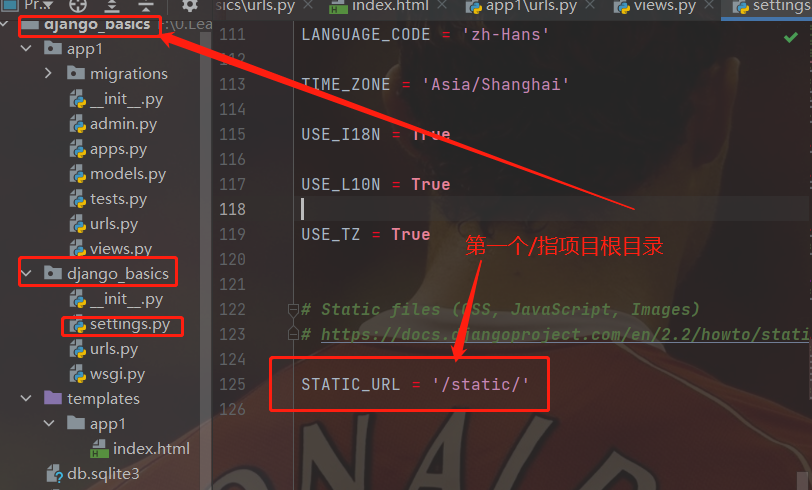 Pr...
sics\urls.py
index.html
app1\urls.py
views.py
settings
django_basics
app1
migrations
__init__.py
admin.py
apps.py
models.py
tests.py
urls.py
views.py
django_basics
__init__.py
settings.py
urls.py
wsgi.py
templates
app1
index.html
db.sqlite3
111 LANGUAGE_CODE = 'zh-Hans'
112
113 TIME_ZONE = 'Asia/Shanghai'
114
115 USE_I18N = True
116
117 USE_L10N = True
118
119 USE_TZ = True
120
第一个/指项目根目录
121
122 # Static files (CSS, JavaScript, Images)
123 # https://docs.djangoproject.com/en/2.2/howto/stati
124
125 STATIC_URL = '/static/'
126